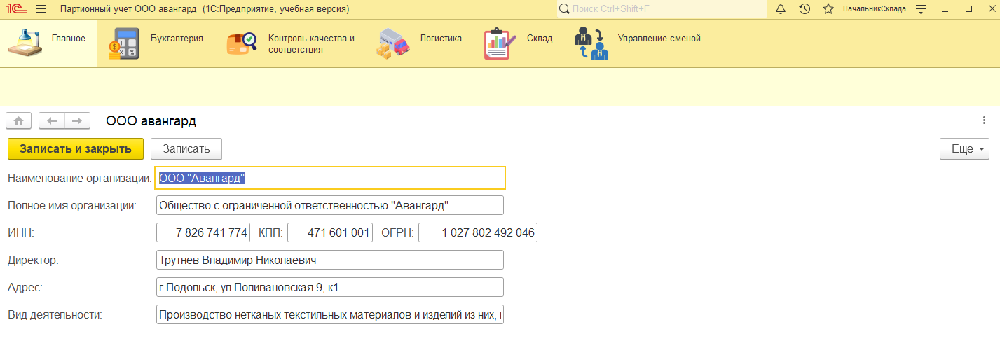 1С Партионный учет ООО авангард (1С:Предприятие, учебная версия) Поиск Ctrl+Shift+F НачальникСклада
Главное Бухгалтерия Контроль качества и соответствия Логистика Склад Управление сменой
ООО авангард
Записать и закрыть Записать Еще
Наименование организации: ООО "Авангард"
Полное имя организации: Общество с ограниченной ответственностью "Авангард"
ИНН: 7 826 741 774 КПП: 471 601 001 ОГРН: 1 027 802 492 046
Директор: Трутнев Владимир Николаевич
Адрес: г.Подольск, ул.Поливановская 9, к1
Вид деятельности: Производство нетканых текстильных материалов и изделий из них,